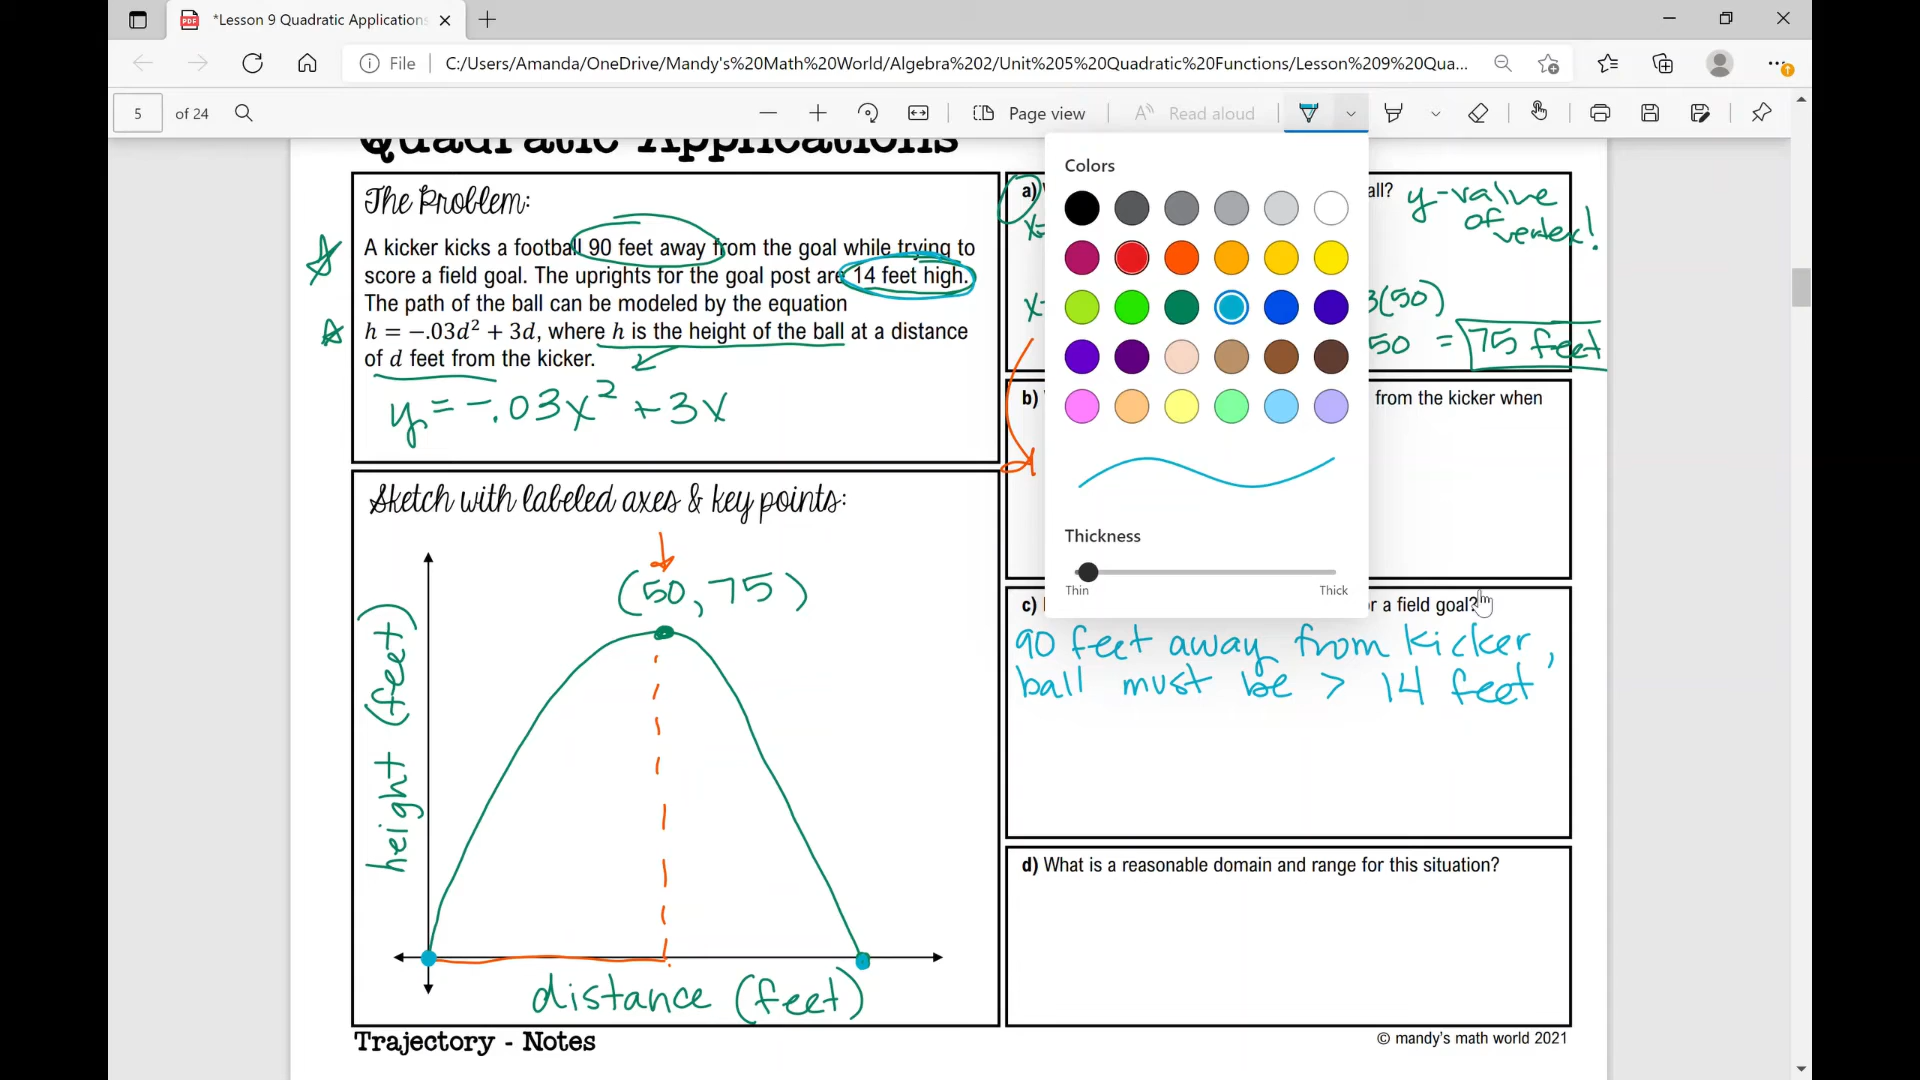 *Lesson 9 Quadratic Applications
File
C:/Users/Amanda/OneDrive/Mandy's%20Math%20World/Algebra%202/Unit%205%20Quadratic%20Functions/Lesson%209%20Qua...
5 of 24
Page view
Read aloud
Quadratic Applications
The Problem:
A kicker kicks a football 90 feet away from the goal while trying to
score a field goal. The uprights for the goal post are 14 feet high.
The path of the ball can be modeled by the equation
h = −.03d² + 3d, where h is the height of the ball at a distance
of d feet from the kicker.
y = -.03x² + 3x
Sketch with labeled axes & key points:
(50, 75)
height (feet)
distance (feet)
Trajectory - Notes
Colors
Thickness
Thin
Thick
a)
all?
y-value
of vertex!
x=
x=
3(50)
50 = 75 feet
b)
from the kicker when
c)
r a field goal?
90 feet away from kicker,
ball must be > 14 feet
d) What is a reasonable domain and range for this situation?
© mandy's math world 2021